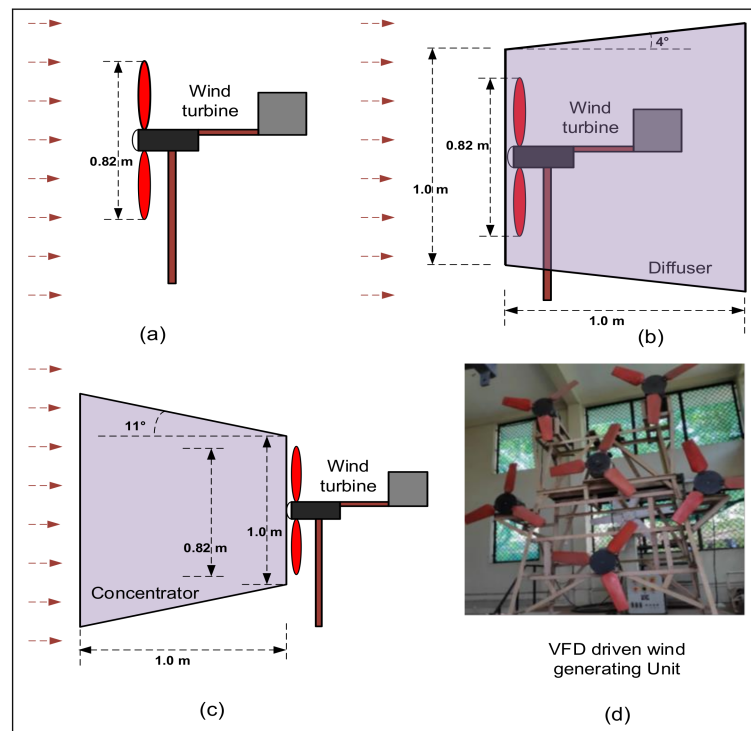 Wind
turbine
0.82 m
(a)
4°
Wind
turbine
0.82 m
1.0 m
Diffuser
1.0 m
(b)
11°
Wind
turbine
1.0 m
0.82 m
Concentrator
1.0 m
(c)
VFD driven wind
generating Unit
(d)